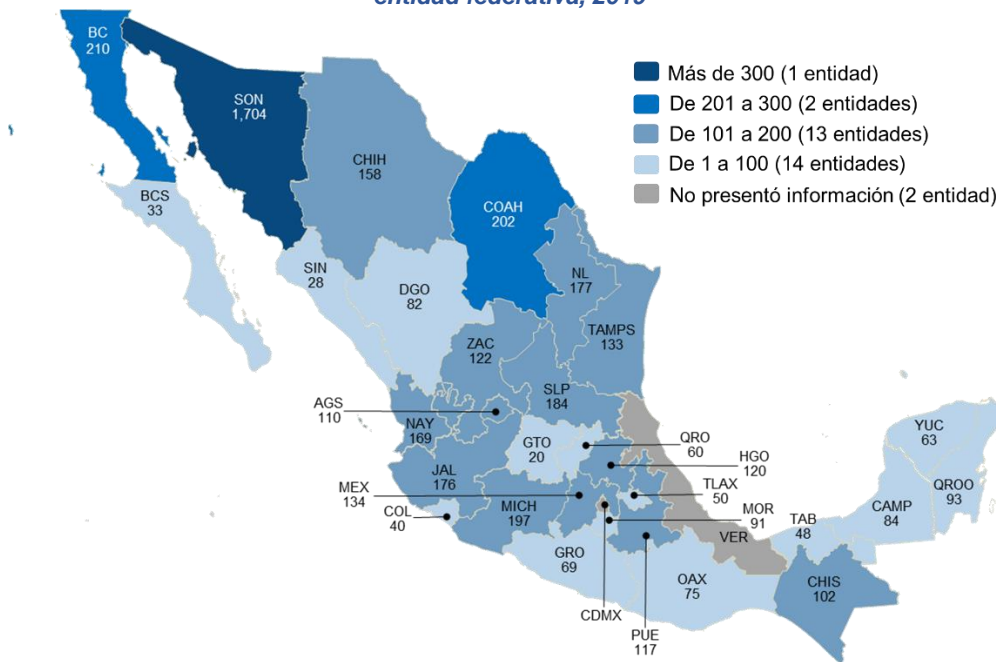 entidad federativa, 2019
BC
210
SON
1,704
CHIH
158
COAH
202
BCS
33
SIN
28
DGO
82
NL
177
TAMPS
133
ZAC
122
SLP
184
AGS
110
NAY
169
GTO
20
QRO
60
HGO
120
JAL
176
MEX
134
COL
40
MICH
197
TLAX
50
MOR
91
VER
GRO
69
CDMX
PUE
117
OAX
75
TAB
48
CHIS
102
CAMP
84
YUC
63
QROO
93
Más de 300 (1 entidad)
De 201 a 300 (2 entidades)
De 101 a 200 (13 entidades)
De 1 a 100 (14 entidades)
No presentó información (2 entidad)